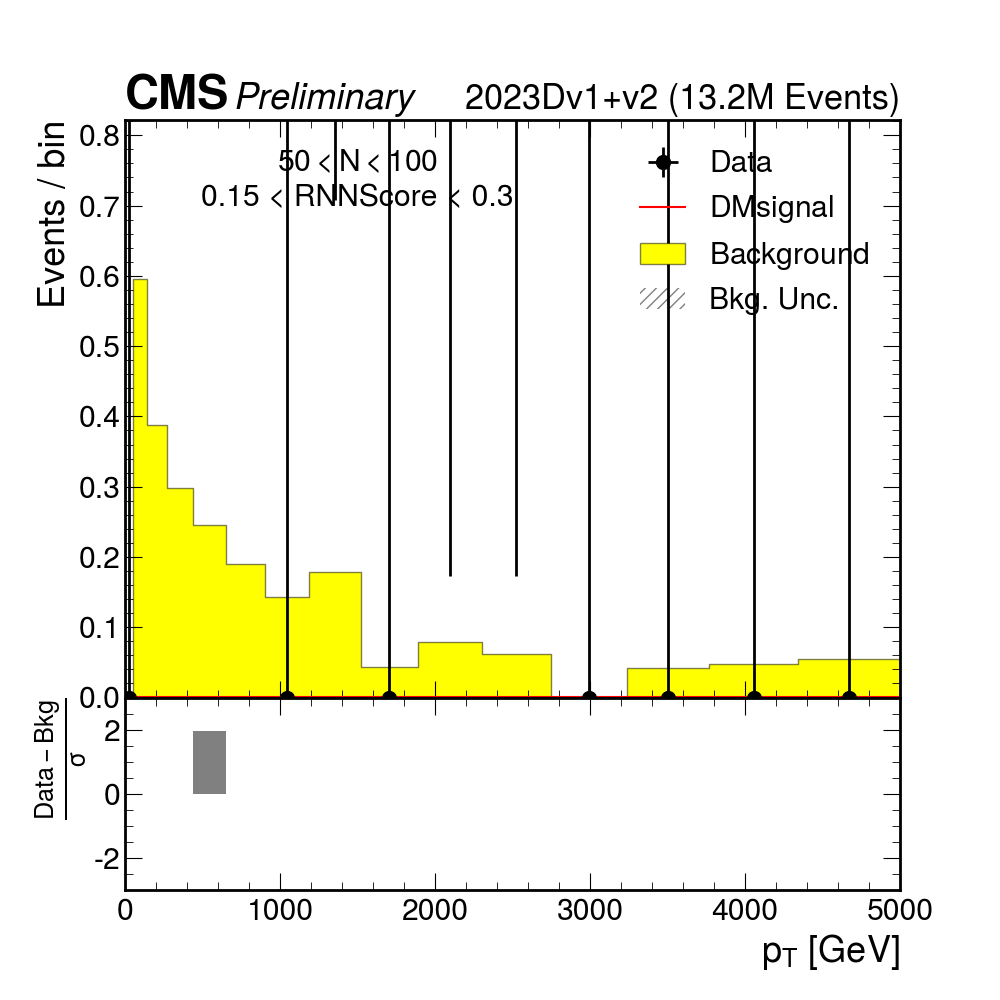 CMS Preliminary 2023Dv1+v2 (13.2M Events)
Events / bin
0.8
0.7
0.6
0.5
0.4
0.3
0.2
0.1
0.0
50 < N < 100
0.15 < RNNScore < 0.3
Data
DMsignal
Background
Bkg. Unc.
Data – Bkg
σ
2
0
-2
0 1000 2000 3000 4000 5000
pT [GeV]